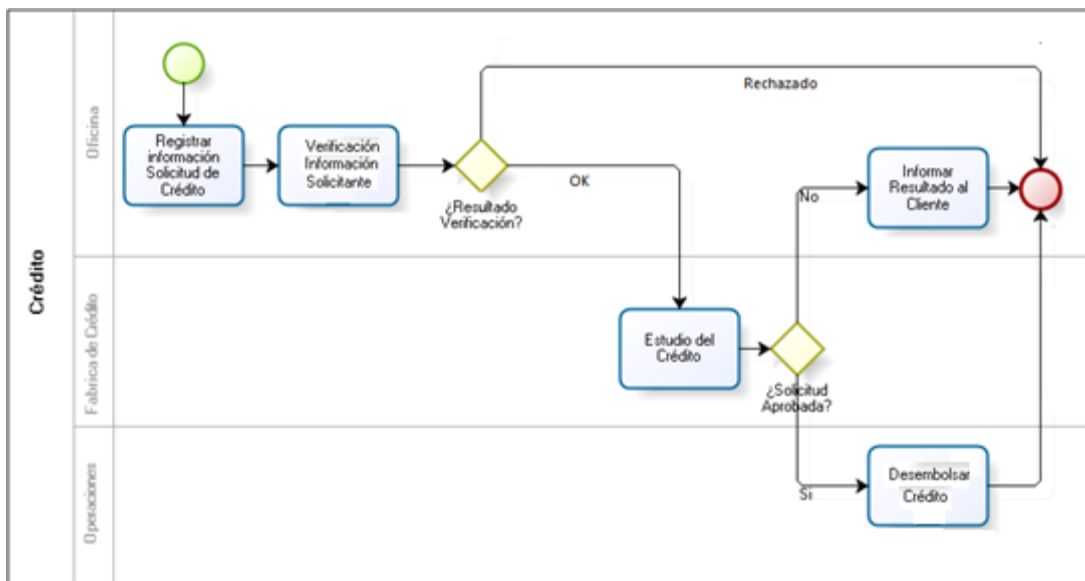 Crédito
Oficina
Fabrica de Crédito
Operaciones
Registrar
información
Solicitud de
Crédito
Verificación
Información
Solicitante
¿Resultado
Verificación?
Rechazado
OK
Estudio del
Crédito
¿Solicitud
Aprobada?
No
Informar
Resultado al
Cliente
Si
Desembolsar
Crédito